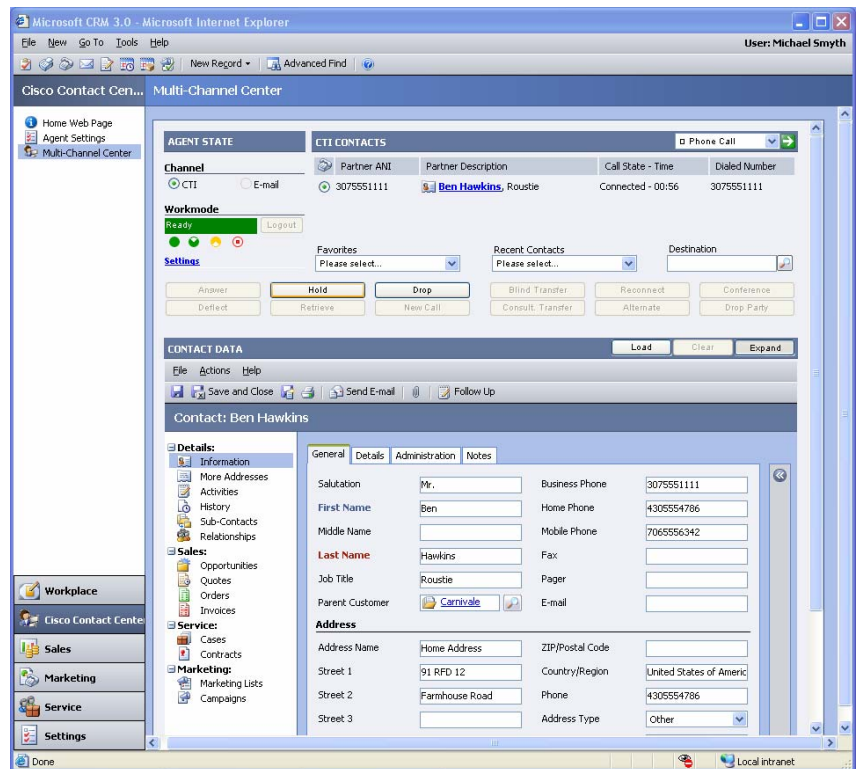 Microsoft CRM 3.0 - Microsoft Internet Explorer
File New Go To Tools Help
User: Michael Smyth
New Record Advanced Find
Cisco Contact Cen...
Multi-Channel Center
Home Web Page
Agent Settings
Multi-Channel Center
AGENT STATE
Channel
CTI E-mail
Workmode
Ready Logout
Settings
CTI CONTACTS
Phone Call
Partner ANI Partner Description Call State - Time Dialed Number
3075551111 Ben Hawkins, Roustie Connected - 00:56 3075551111
Favorites Recent Contacts Destination
Please select... Please select...
Answer Hold Drop Blind Transfer Reconnect Conference
Deflect Retrieve New Call Consult. Transfer Alternate Drop Party
CONTACT DATA
Load Clear Expand
File Actions Help
Save and Close Send E-mail Follow Up
Contact: Ben Hawkins
Details:
Information
More Addresses
Activities
History
Sub-Contacts
Relationships
Sales:
Opportunities
Quotes
Orders
Invoices
Service:
Cases
Contracts
Marketing:
Marketing Lists
Campaigns
General Details Administration Notes
Salutation Mr. Business Phone 3075551111
First Name Ben Home Phone 4305554786
Middle Name Mobile Phone 7065556342
Last Name Hawkins Fax
Job Title Roustie Pager
Parent Customer Carnivale E-mail
Address
Address Name Home Address ZIP/Postal Code
Street 1 91 RFD 12 Country/Region United States of Americ
Street 2 Farmhouse Road Phone 4305554786
Street 3 Address Type Other
Workplace
Cisco Contact Cente
Sales
Marketing
Service
Settings
Done
Local intranet